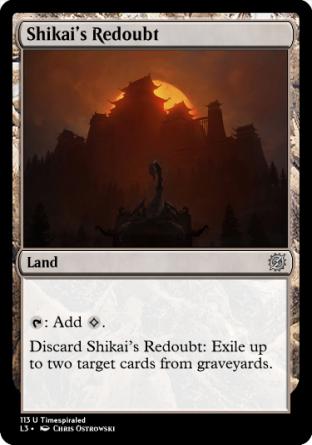 Shikai's Redoubt
Land
: Add .
Discard Shikai's Redoubt: Exile up
to two target cards from graveyards.
113 U Timespiraled
L3 • Chris Ostrowski